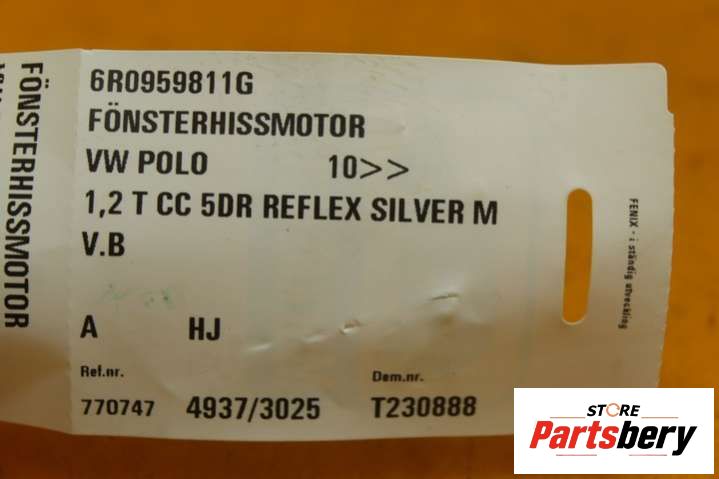 6R0959811G
FÖNSTERHISSMOTOR
VW POLO 10>>
1,2 T CC 5DR REFLEX SILVER M
V.B
A HJ
Ref.nr. Dem.nr.
770747 4937/3025 T230888
FÖNSTERHISSMOTOR
FENIX - i ständig utveckling
STORE
Partsbery